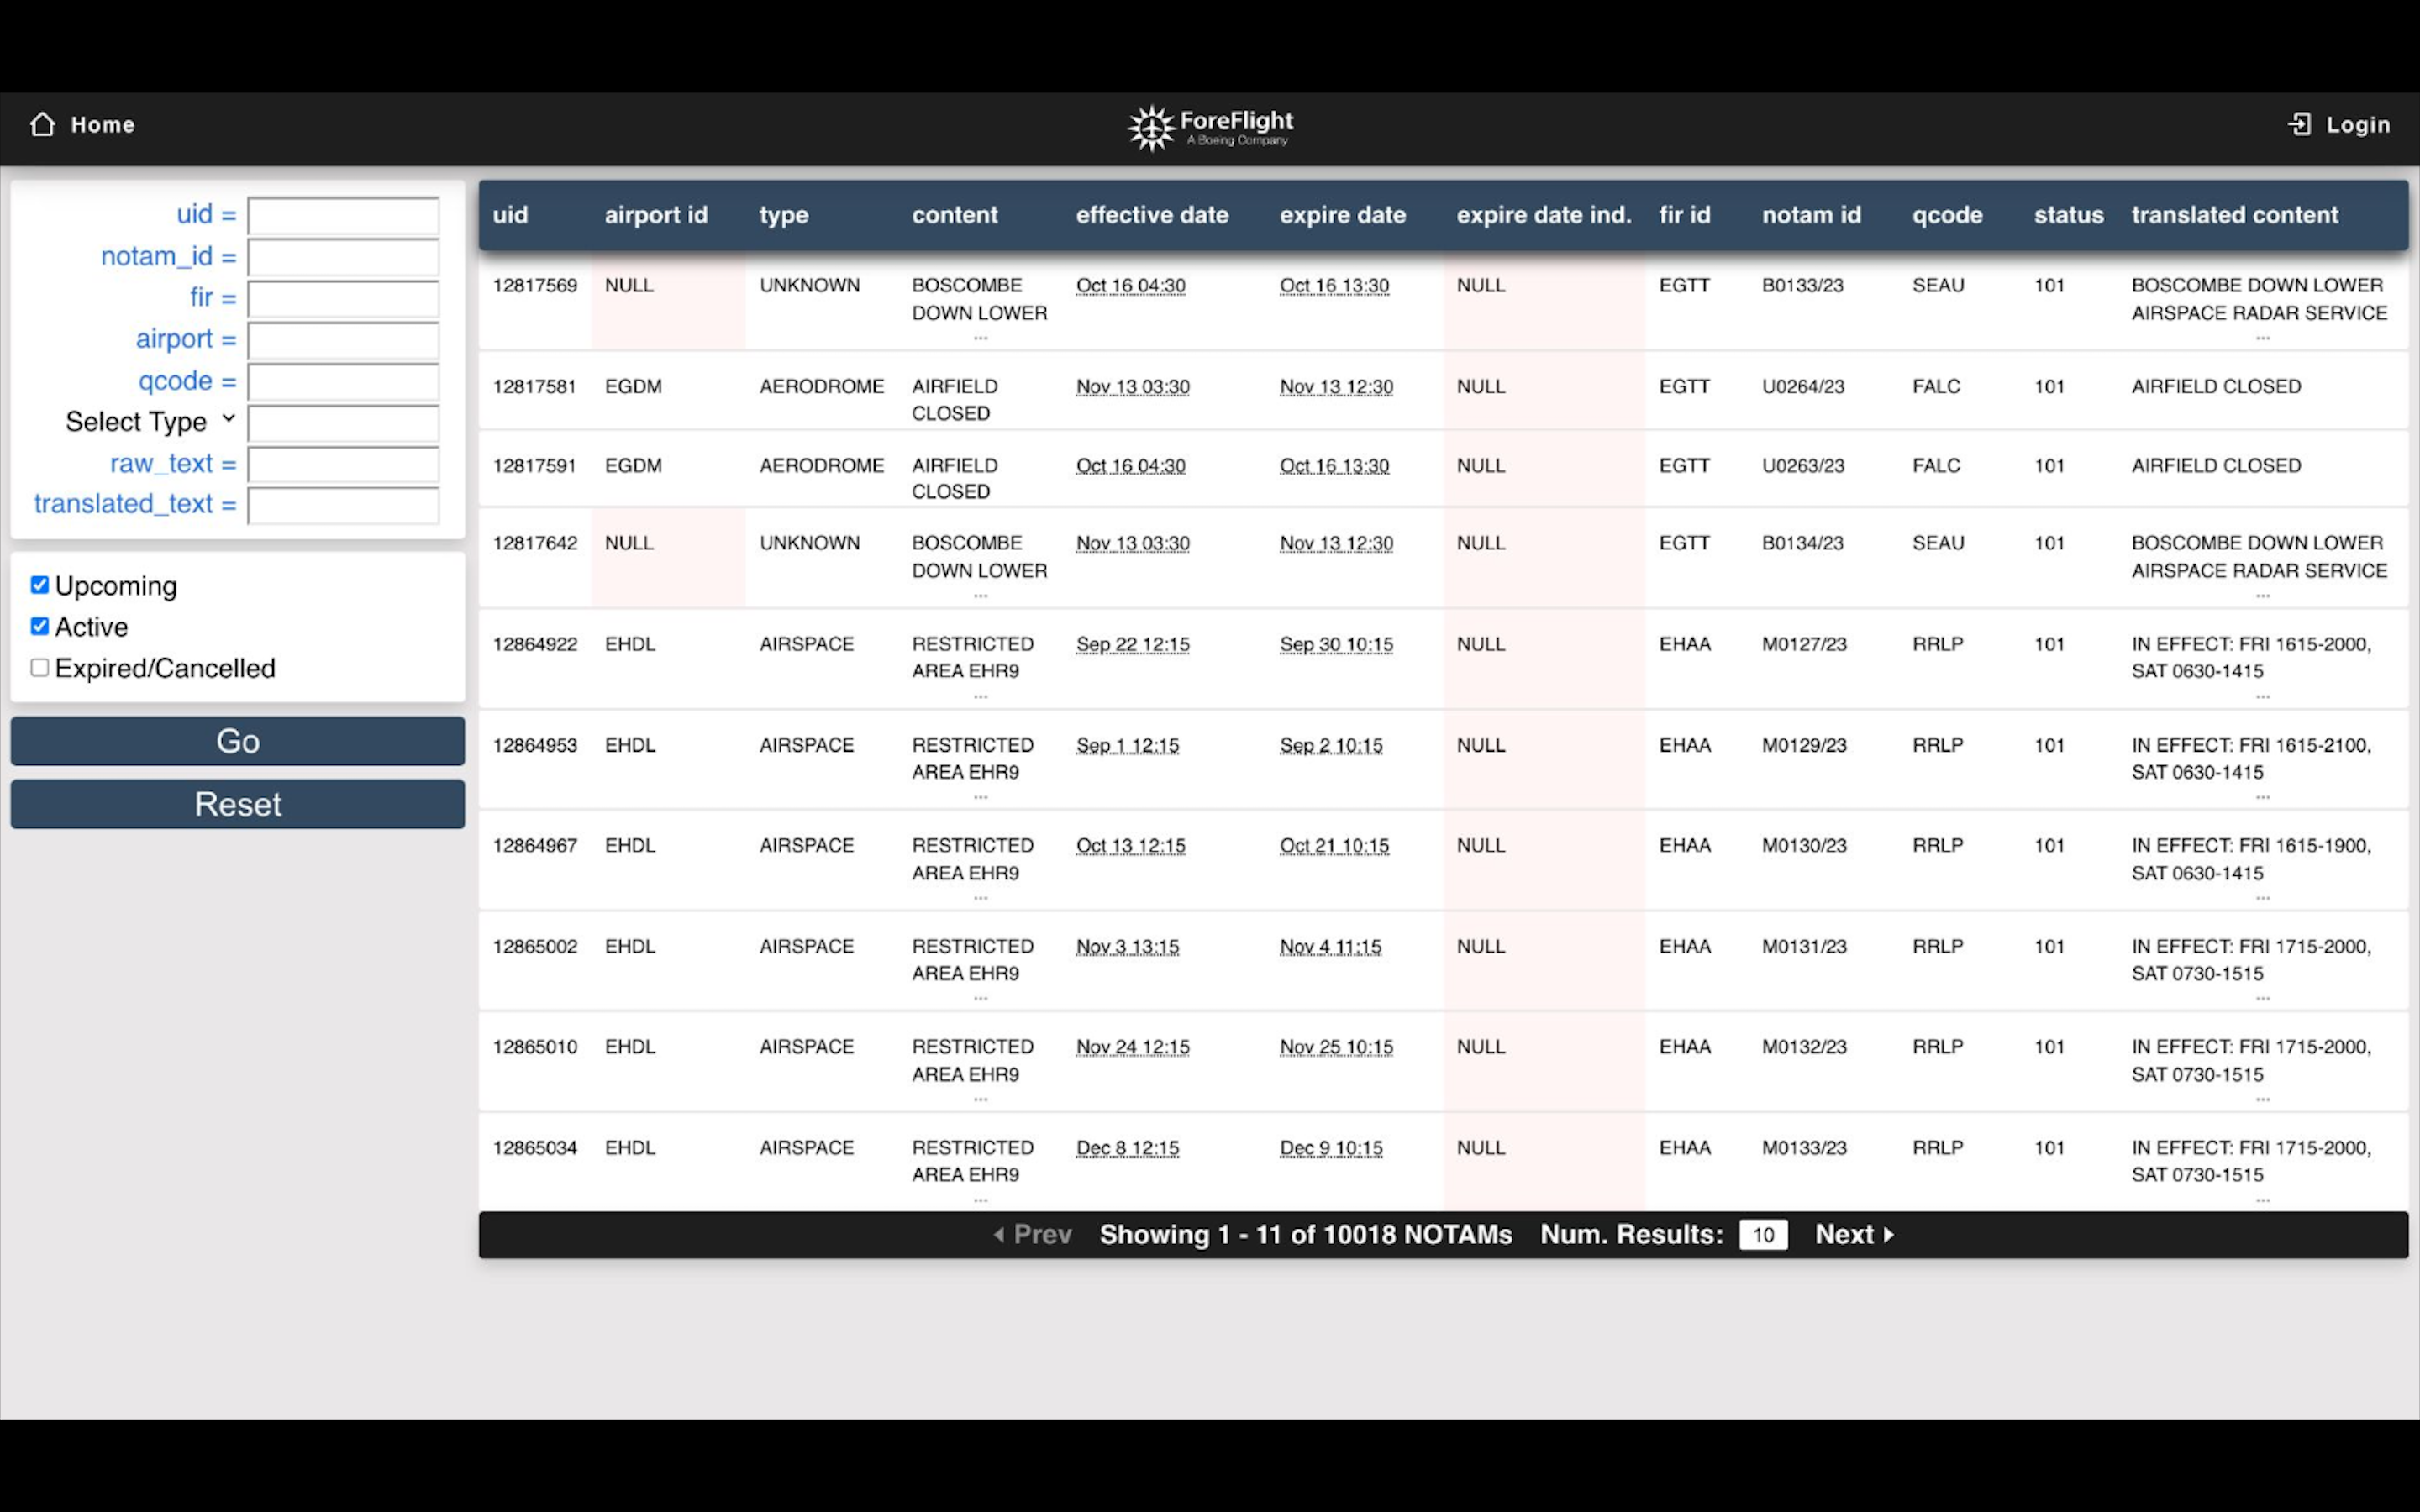 Home
ForeFlight
A Boeing Company
Login
uid =
notam_id =
fir =
airport =
qcode =
Select Type
raw_text =
translated_text =
Upcoming
Active
Expired/Cancelled
Go
Reset
uid airport id type content effective date expire date expire date ind. fir id notam id qcode status translated content
12817569 NULL UNKNOWN BOSCOMBE Oct 16 04:30 Oct 16 13:30 NULL EGTT B0133/23 SEAU 101 BOSCOMBE DOWN LOWER
DOWN LOWER AIRSPACE RADAR SERVICE
... ...
12817581 EGDM AERODROME AIRFIELD Nov 13 03:30 Nov 13 12:30 NULL EGTT U0264/23 FALC 101 AIRFIELD CLOSED
CLOSED
12817591 EGDM AERODROME AIRFIELD Oct 16 04:30 Oct 16 13:30 NULL EGTT U0263/23 FALC 101 AIRFIELD CLOSED
CLOSED
12817642 NULL UNKNOWN BOSCOMBE Nov 13 03:30 Nov 13 12:30 NULL EGTT B0134/23 SEAU 101 BOSCOMBE DOWN LOWER
DOWN LOWER AIRSPACE RADAR SERVICE
... ...
12864922 EHDL AIRSPACE RESTRICTED Sep 22 12:15 Sep 30 10:15 NULL EHAA M0127/23 RRLP 101 IN EFFECT: FRI 1615-2000,
AREA EHR9 SAT 0630-1415
... ...
12864953 EHDL AIRSPACE RESTRICTED Sep 1 12:15 Sep 2 10:15 NULL EHAA M0129/23 RRLP 101 IN EFFECT: FRI 1615-2100,
AREA EHR9 SAT 0630-1415
... ...
12864967 EHDL AIRSPACE RESTRICTED Oct 13 12:15 Oct 21 10:15 NULL EHAA M0130/23 RRLP 101 IN EFFECT: FRI 1615-1900,
AREA EHR9 SAT 0630-1415
... ...
12865002 EHDL AIRSPACE RESTRICTED Nov 3 13:15 Nov 4 11:15 NULL EHAA M0131/23 RRLP 101 IN EFFECT: FRI 1715-2000,
AREA EHR9 SAT 0730-1515
... ...
12865010 EHDL AIRSPACE RESTRICTED Nov 24 12:15 Nov 25 10:15 NULL EHAA M0132/23 RRLP 101 IN EFFECT: FRI 1715-2000,
AREA EHR9 SAT 0730-1515
... ...
12865034 EHDL AIRSPACE RESTRICTED Dec 8 12:15 Dec 9 10:15 NULL EHAA M0133/23 RRLP 101 IN EFFECT: FRI 1715-2000,
AREA EHR9 SAT 0730-1515
... ...
Prev Showing 1 - 11 of 10018 NOTAMs Num. Results: 10 Next